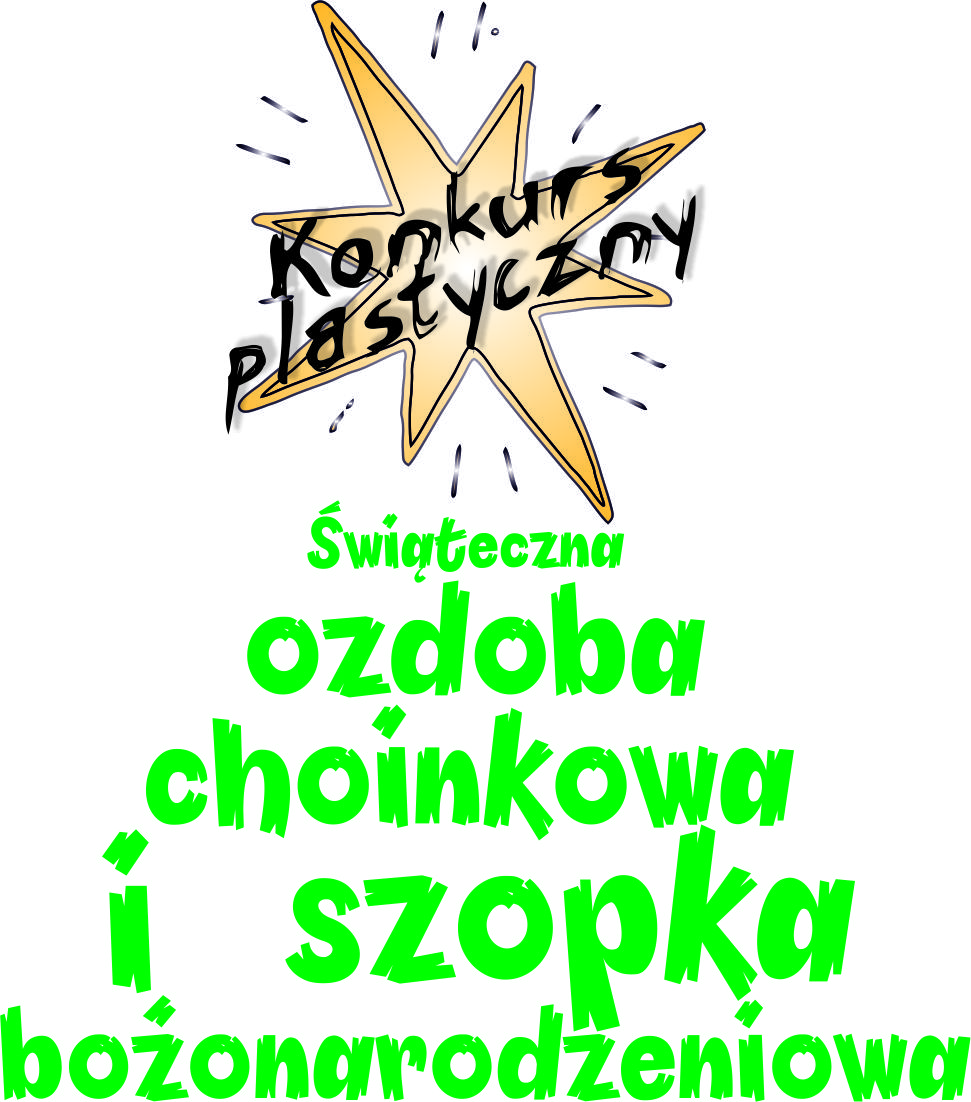 Konkurs
plastyczny
Świąteczna
ozdoba
choinkowa
i szopka
bożonarodzeniowa